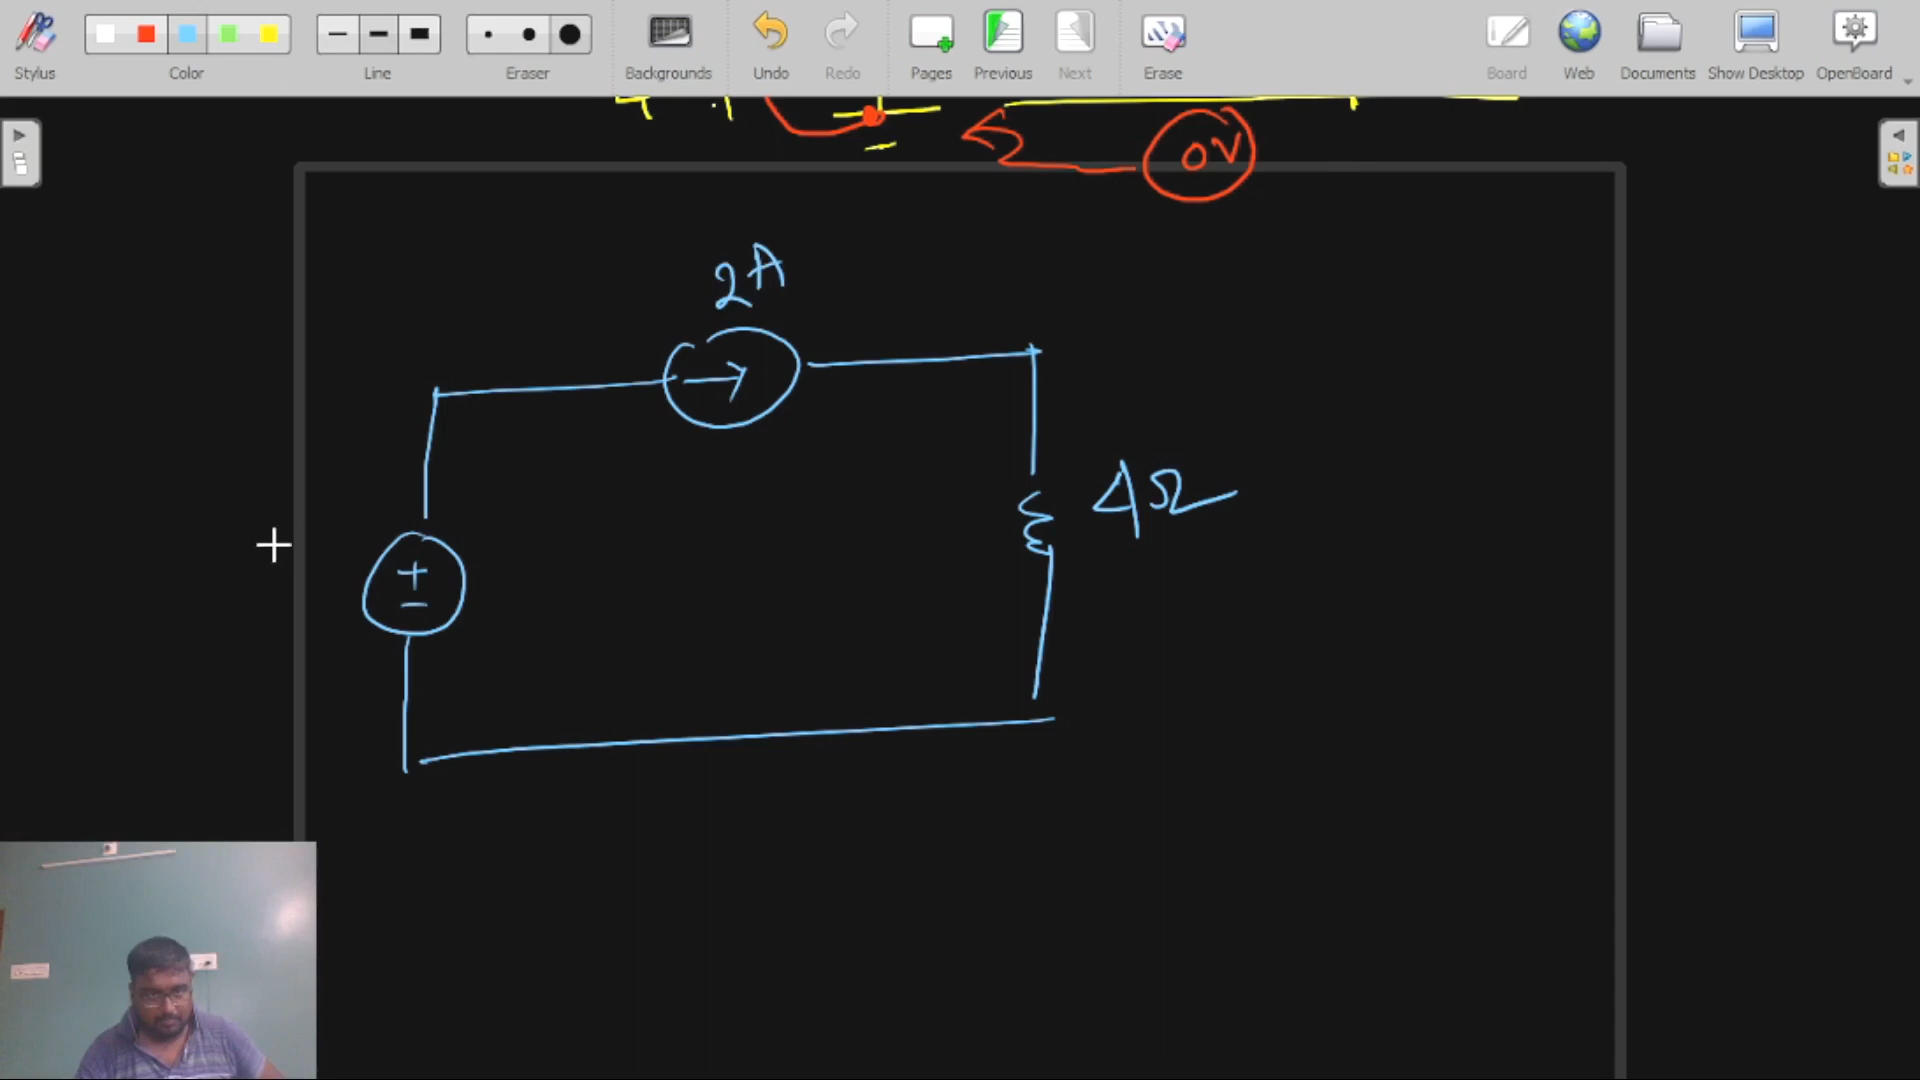 Stylus
Color
Line
Eraser
Backgrounds
Undo
Redo
Pages
Previous
Next
Erase
Board
Web
Documents
Show Desktop
OpenBoard
0V
2A
4Ω
+
−